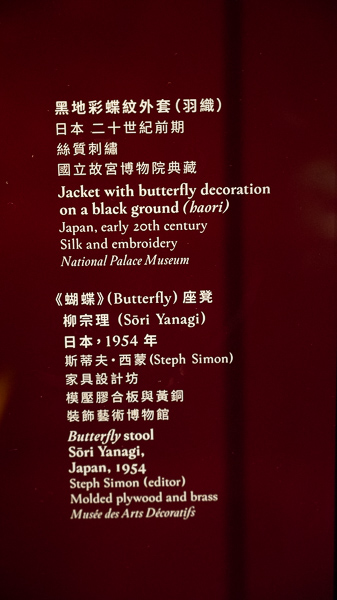 黑地彩蝶紋外套（羽織）
日本 二十世紀前期
絲質刺繡
國立故宮博物院典藏
Jacket with butterfly decoration
on a black ground (haori)
Japan, early 20th century
Silk and embroidery
National Palace Museum
《蝴蝶》(Butterfly) 座凳
柳宗理 (Sōri Yanagi)
日本，1954 年
斯蒂夫·西蒙(Steph Simon)
家具設計坊
模壓膠合板與黃銅
裝飾藝術博物館
Butterfly stool
Sōri Yanagi,
Japan, 1954
Steph Simon (editor)
Molded plywood and brass
Musée des Arts Décoratifs